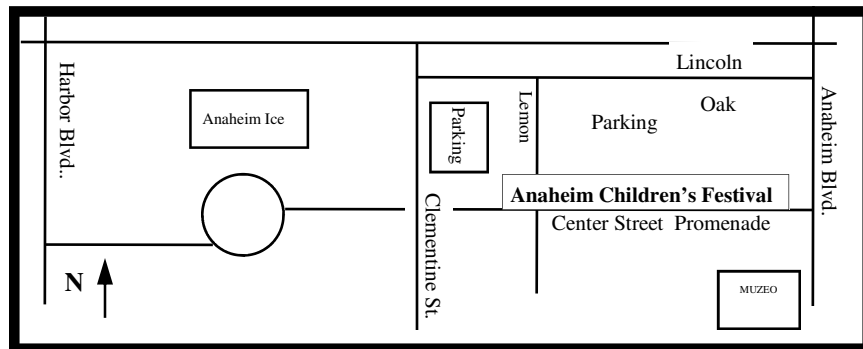 Lincoln
Harbor Blvd..
Anaheim Ice
Parking
Lemon
Parking
Oak
Anaheim Blvd.
Clementine St.
Anaheim Children's Festival
Center Street Promenade
N
MUZEO